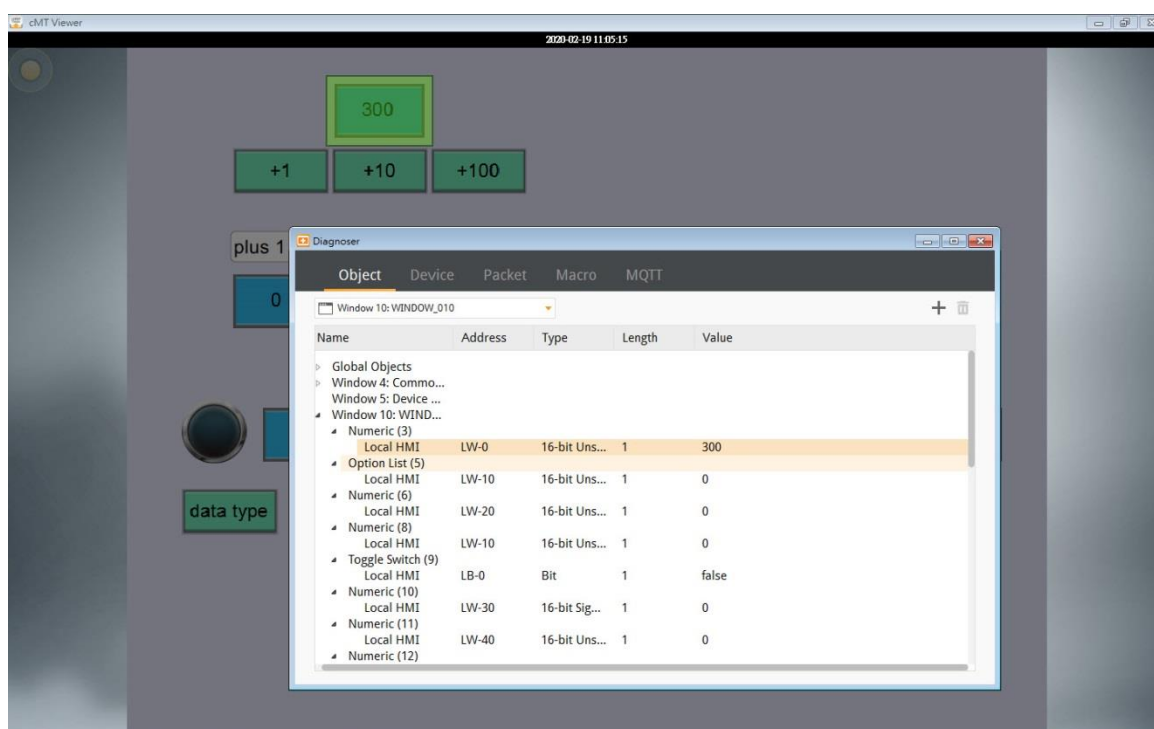 cMT Viewer
2020-02-19 11:05:15
300
+1 +10 +100
plus 1
0
data type
Diagnoser
Object Device Packet Macro MQTT
Window 10: WINDOW_010
Name Address Type Length Value
Global Objects
Window 4: Commo...
Window 5: Device ...
Window 10: WIND...
Numeric (3)
Local HMI LW-0 16-bit Uns... 1 300
Option List (5)
Local HMI LW-10 16-bit Uns... 1 0
Numeric (6)
Local HMI LW-20 16-bit Uns... 1 0
Numeric (8)
Local HMI LW-10 16-bit Uns... 1 0
Toggle Switch (9)
Local HMI LB-0 Bit 1 false
Numeric (10)
Local HMI LW-30 16-bit Sig... 1 0
Numeric (11)
Local HMI LW-40 16-bit Uns... 1 0
Numeric (12)